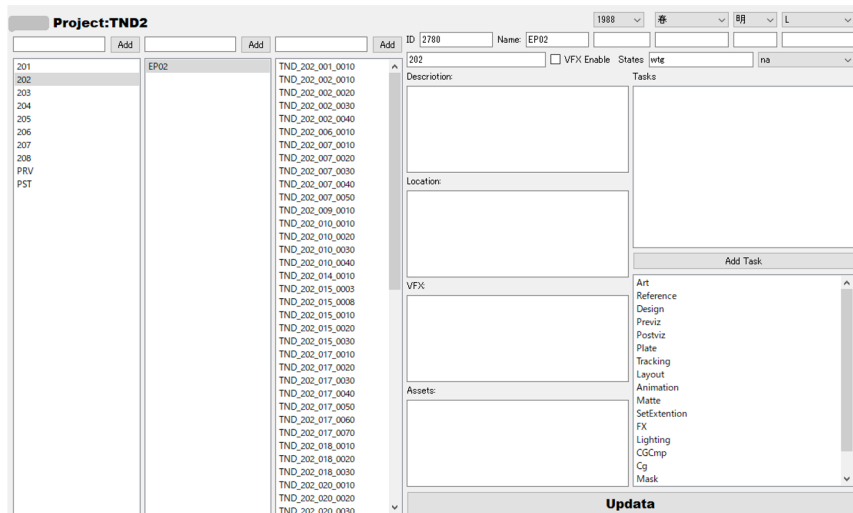 Project:TND2
1988 春 明 L
Add Add Add ID 2780 Name: EP02
202 VFX Enable States wtg na
201
202
203
204
205
206
207
208
PRV
PST
EP02
TND_202_001_0010
TND_202_002_0010
TND_202_002_0020
TND_202_002_0030
TND_202_002_0040
TND_202_006_0010
TND_202_007_0010
TND_202_007_0020
TND_202_007_0030
TND_202_007_0040
TND_202_007_0050
TND_202_009_0010
TND_202_010_0010
TND_202_010_0020
TND_202_010_0030
TND_202_010_0040
TND_202_014_0010
TND_202_015_0003
TND_202_015_0008
TND_202_015_0010
TND_202_015_0020
TND_202_015_0030
TND_202_017_0010
TND_202_017_0020
TND_202_017_0030
TND_202_017_0040
TND_202_017_0050
TND_202_017_0060
TND_202_017_0070
TND_202_018_0010
TND_202_018_0020
TND_202_018_0030
TND_202_020_0010
TND_202_020_0020
TND_202_020_0030
Descriotion:
Location:
VFX:
Assets:
Tasks
Add Task
Art
Reference
Design
Previz
Postviz
Plate
Tracking
Layout
Animation
Matte
SetExtention
FX
Lighting
CGCmp
Cg
Mask
Updata